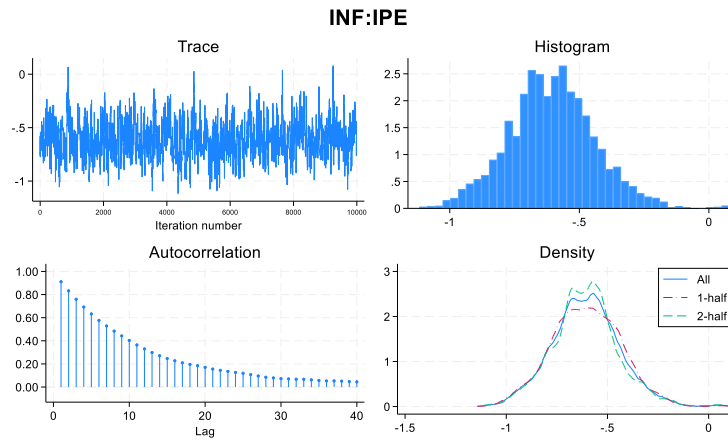 INF:IPE
Trace
0
-.5
-1
0 2000 4000 6000 8000 10000
Iteration number
Histogram
2.5
2
1.5
1
.5
0
-1 -.5 0
Autocorrelation
1.00
0.80
0.60
0.40
0.20
0.00
0 10 20 30 40
Lag
Density
3
2
1
0
-1.5 -1 -.5 0
All
1-half
2-half